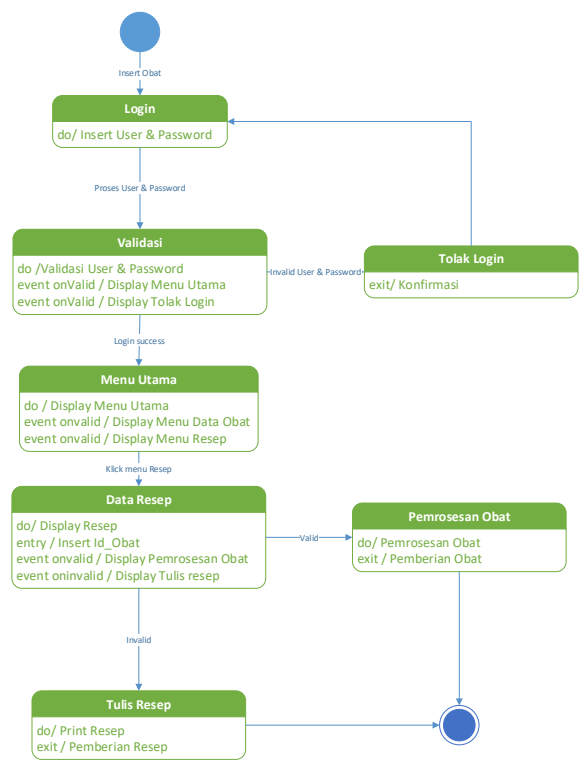 Insert Obat
Login
do/ Insert User & Password
Proses User & Password
Validasi
do /Validasi User & Password
event onValid / Display Menu Utama
event onValid / Display Tolak Login
Invalid User & Password
Tolak Login
exit/ Konfirmasi
Login success
Menu Utama
do / Display Menu Utama
event onvalid / Display Menu Data Obat
event onvalid / Display Menu Resep
Klick menu Resep
Data Resep
do/ Display Resep
entry / Insert Id_Obat
event onvalid / Display Pemrosesan Obat
event oninvalid / Display Tulis resep
Valid
Pemrosesan Obat
do/ Pemrosesan Obat
exit / Pemberian Obat
Invalid
Tulis Resep
do/ Print Resep
exit / Pemberian Resep